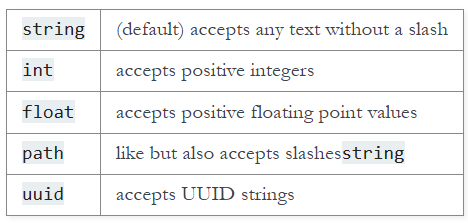 string (default) accepts any text without a slash
int accepts positive integers
float accepts positive floating point values
path like but also accepts slashesstring
uuid accepts UUID strings